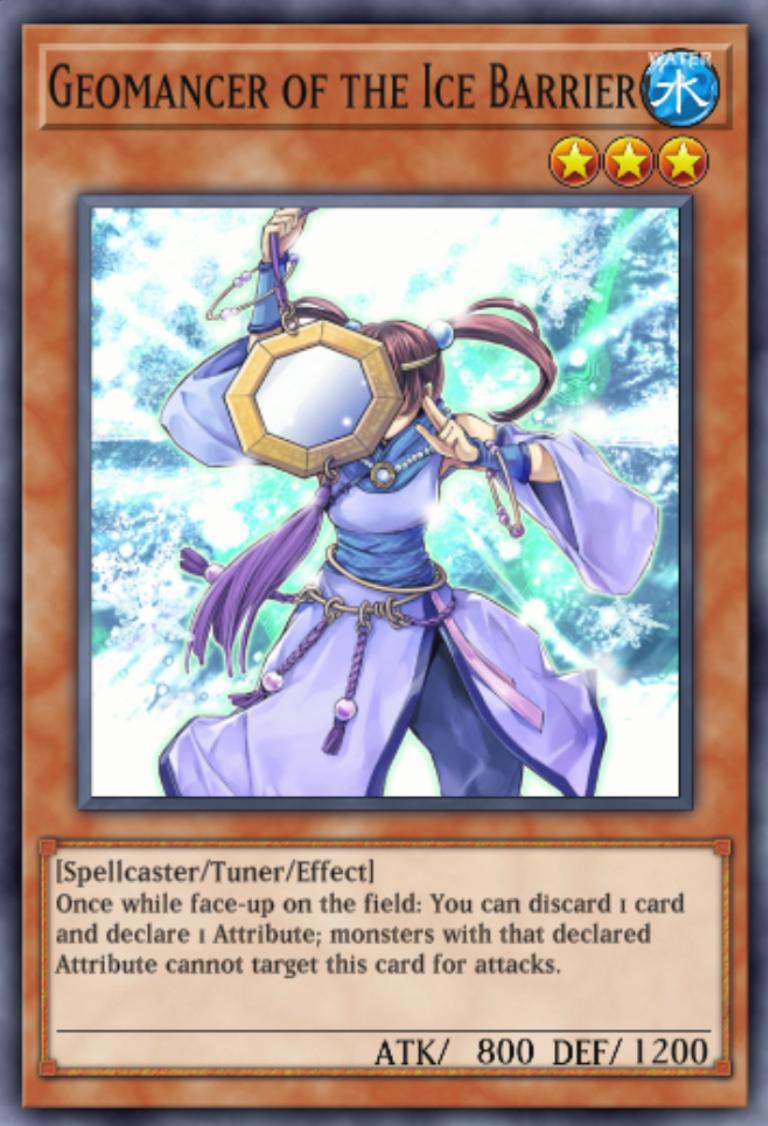 Geomancer of the Ice Barrier
WATER
水
[Spellcaster/Tuner/Effect]
Once while face-up on the field: You can discard 1 card
and declare 1 Attribute; monsters with that declared
Attribute cannot target this card for attacks.
ATK/ 800 DEF/ 1200